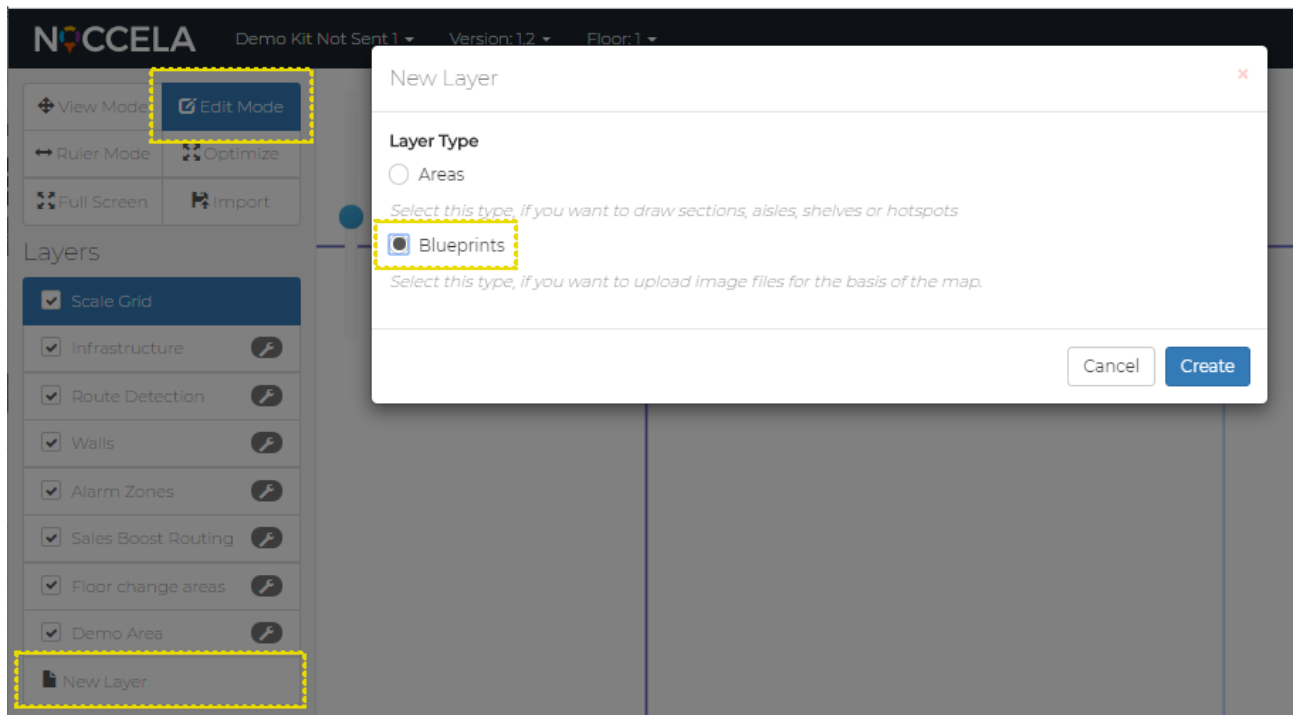 NOCCELA Demo Kit Not Sent 1 Version: 1.2 Floor: 1
View Mode Edit Mode
Ruler Mode Optimize
Full Screen Import
Layers
Scale Grid
Infrastructure
Route Detection
Walls
Alarm Zones
Sales Boost Routing
Floor change areas
Demo Area
New Layer
New Layer ×
Layer Type
Areas
Select this type, if you want to draw sections, aisles, shelves or hotspots
Blueprints
Select this type, if you want to upload image files for the basis of the map.
Cancel Create